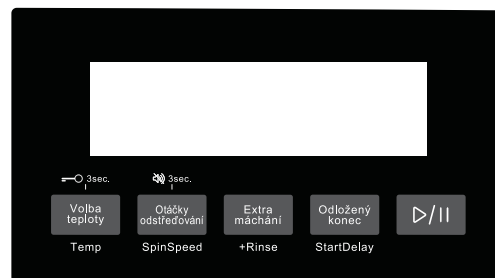 3sec.
3sec.
Volba
teploty
Otáčky
odstřeďování
Extra
máchání
Odložený
konec
Temp
SpinSpeed
+Rinse
StartDelay